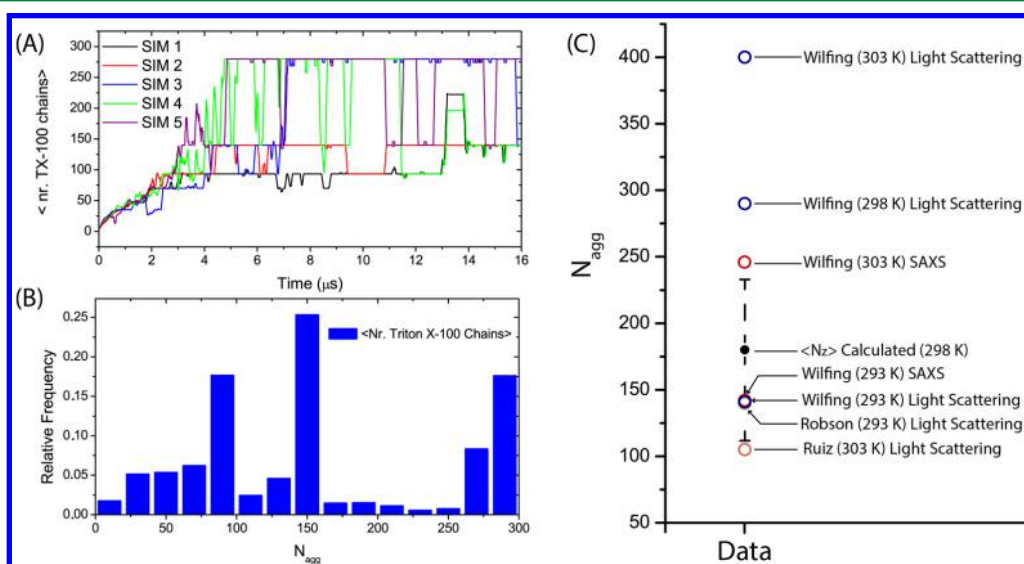 (A)
< nr. TX-100 chains>
300
250
200
150
100
50
0
SIM 1
SIM 2
SIM 3
SIM 4
SIM 5
0 2 4 6 8 10 12 14 16
Time (μs)
(B)
Relative Frequency
0.25
0.20
0.15
0.10
0.05
0.00
<Nr. Triton X-100 Chains>
0 50 100 150 200 250 300
N_agg
(C)
N_agg
400
350
300
250
200
150
100
50
Wilfing (303 K) Light Scattering
Wilfing (298 K) Light Scattering
Wilfing (303 K) SAXS
<Nz> Calculated (298 K)
Wilfing (293 K) SAXS
Wilfing (293 K) Light Scattering
Robson (293 K) Light Scattering
Ruiz (303 K) Light Scattering
Data